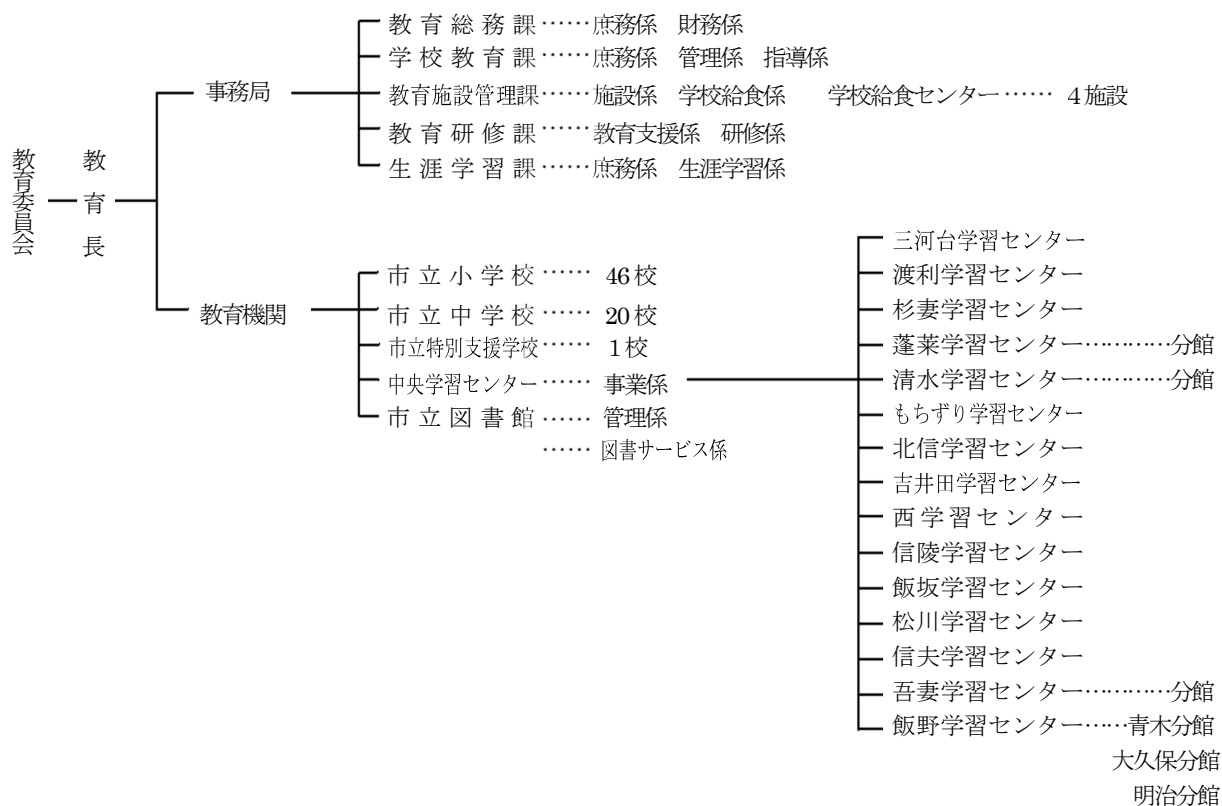 教育委員会
教育長
事務局
教育総務課……庶務係 財務係
学校教育課……庶務係 管理係 指導係
教育施設管理課……施設係 学校給食係 学校給食センター…… 4施設
教育研修課……教育支援係 研修係
生涯学習課……庶務係 生涯学習係
教育機関
市立小学校…… 46校
市立中学校…… 20校
市立特別支援学校…… 1校
中央学習センター…… 事業係
市立図書館…… 管理係
…… 図書サービス係
三河台学習センター
渡利学習センター
杉妻学習センター
蓬莱学習センター…………分館
清水学習センター…………分館
もちずり学習センター
北信学習センター
吉井田学習センター
西学習センター
信陵学習センター
飯坂学習センター
松川学習センター
信夫学習センター
吾妻学習センター…………分館
飯野学習センター……青木分館
大久保分館
明治分館